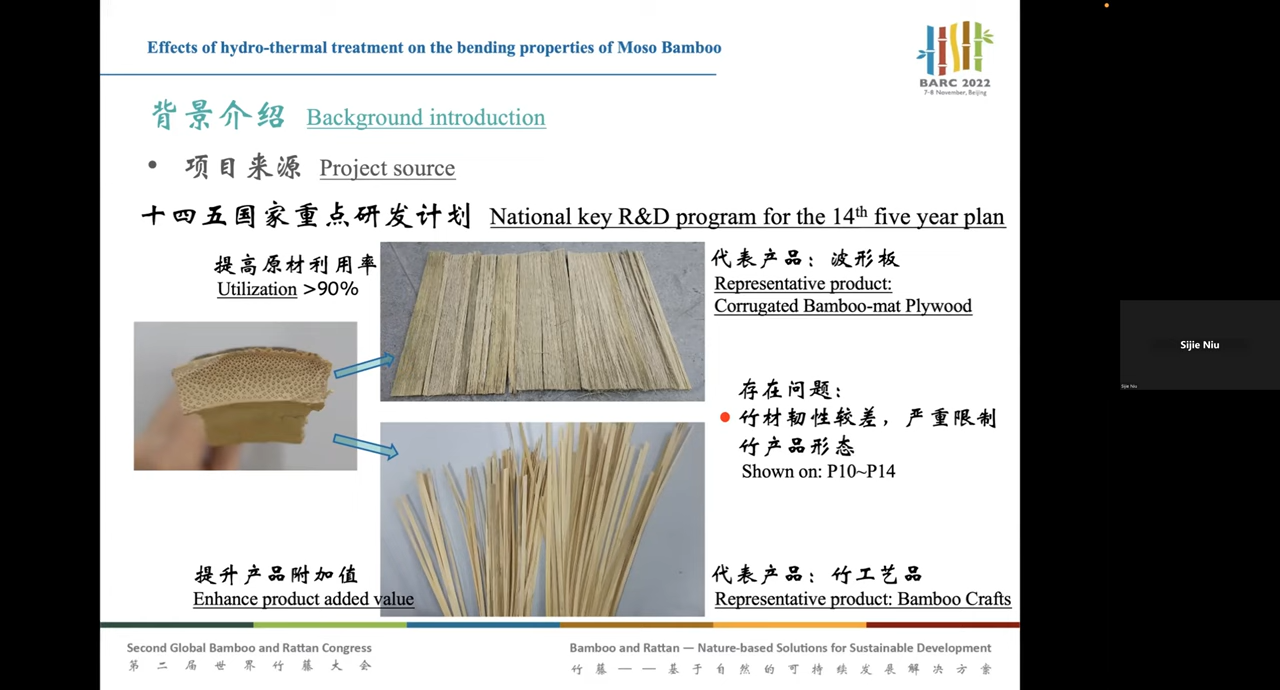 Effects of hydro-thermal treatment on the bending properties of Moso Bamboo
BARC 2022
7-8 November, Beijing
背景介绍 Background introduction
• 项目来源 Project source
十四五国家重点研发计划 National key R&D program for the 14th five year plan
提高原材利用率
Utilization >90%
代表产品：波形板
Representative product:
Corrugated Bamboo-mat Plywood
存在问题：
竹材韧性较差，严重限制
竹产品形态
Shown on: P10~P14
提升产品附加值
Enhance product added value
代表产品：竹工艺品
Representative product: Bamboo Crafts
Second Global Bamboo and Rattan Congress
第二届世界竹藤大会
Bamboo and Rattan — Nature-based Solutions for Sustainable Development
竹藤——基于自然的可持续发展解决方案
Sijie Niu
Sijie Niu